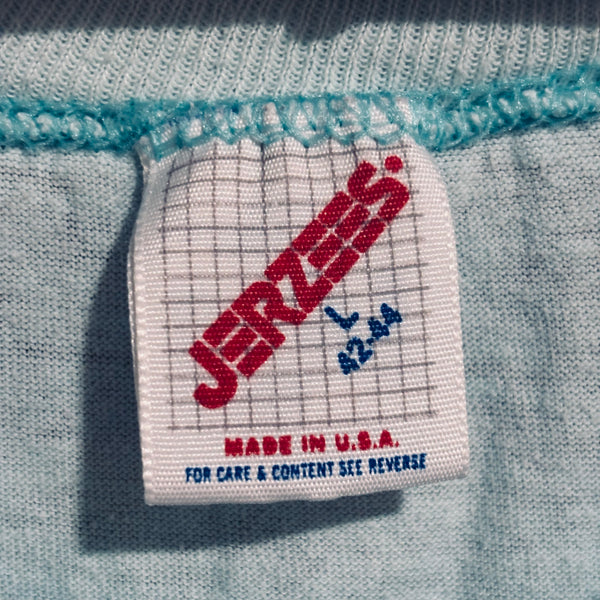 JERZEES.
L
42-44
MADE IN U.S.A.
FOR CARE & CONTENT SEE REVERSE